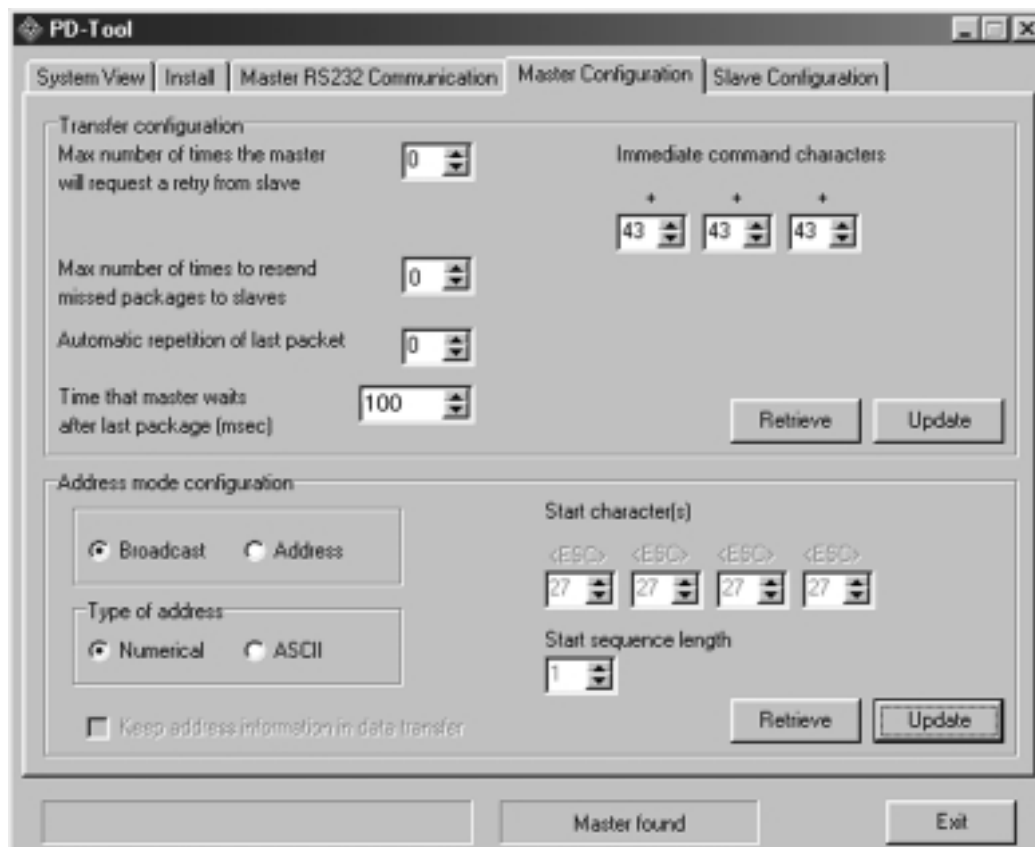 PD-Tool
System View Install Master RS232 Communication Master Configuration Slave Configuration
Transfer configuration
Max number of times the master
will request a retry from slave
0
Immediate command characters
+ + +
43 43 43
Max number of times to resend
missed packages to slaves
0
Automatic repetition of last packet
0
Time that master waits
after last package (msec)
100
Retrieve Update
Address mode configuration
Broadcast Address
Type of address
Numerical ASCII
Keep address information in data transfer
Start character(s)
<ESC> <ESC> <ESC> <ESC>
27 27 27 27
Start sequence length
1
Retrieve Update
Master found
Exit